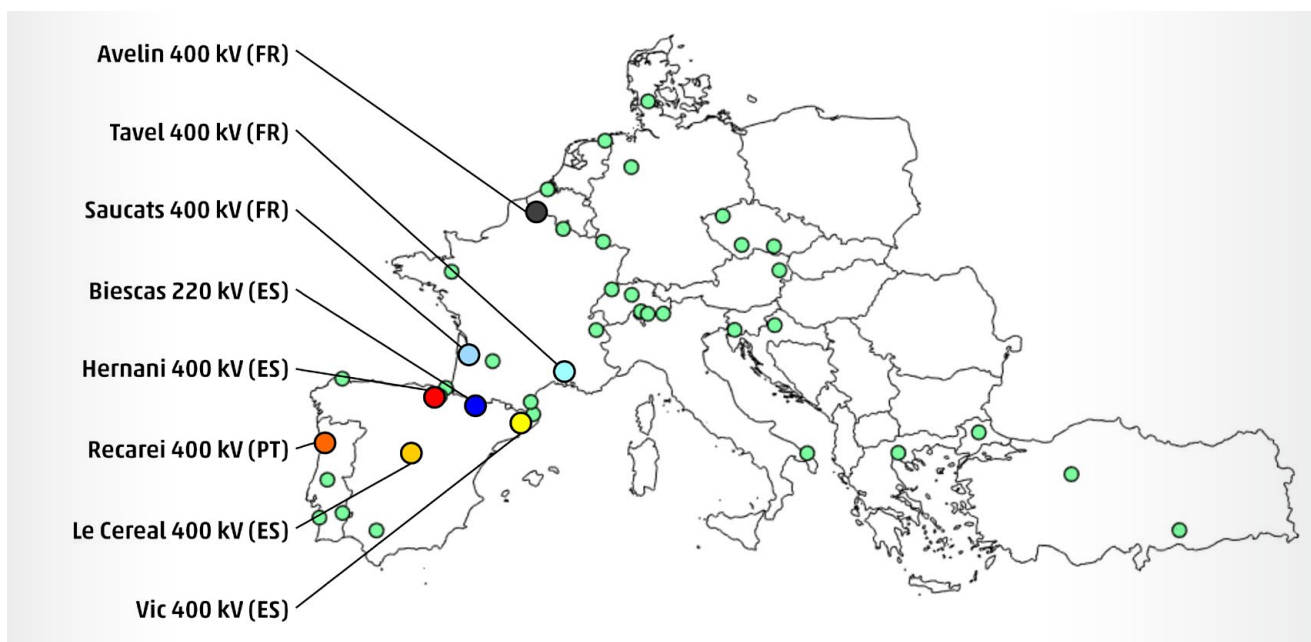 Avelin 400 kV (FR)
Tavel 400 kV (FR)
Saucats 400 kV (FR)
Biescas 220 kV (ES)
Hernani 400 kV (ES)
Recarei 400 kV (PT)
Le Cereal 400 kV (ES)
Vic 400 kV (ES)